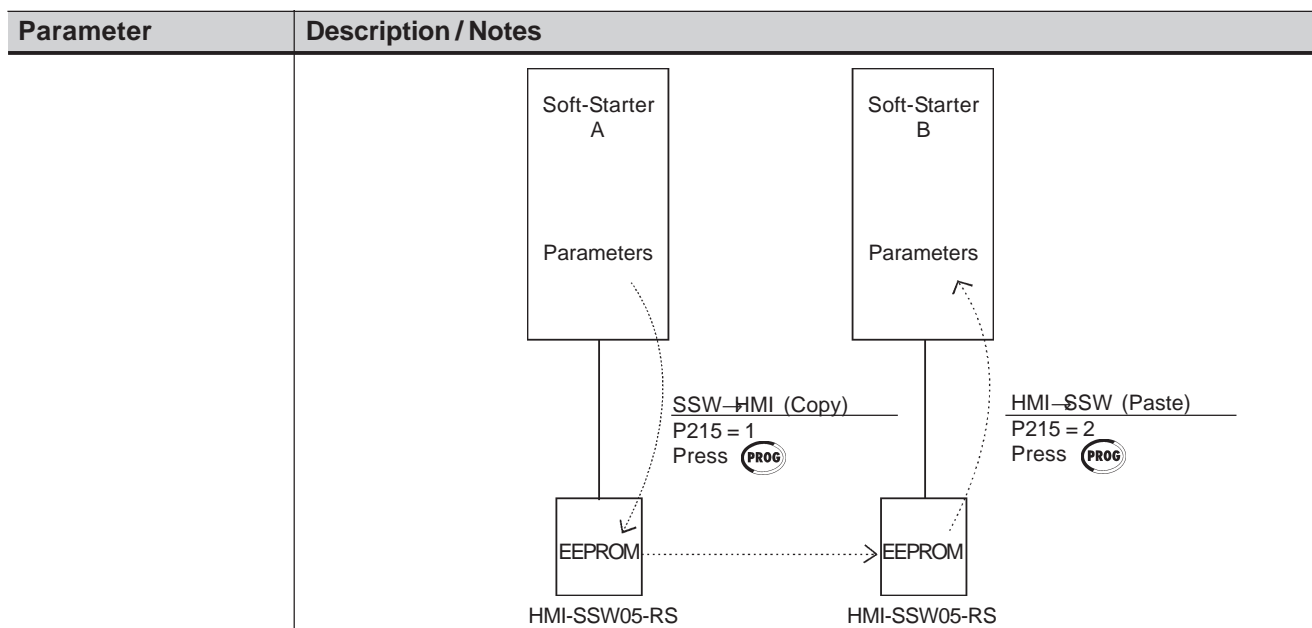 Parameter
Description / Notes
Soft-Starter
A
Parameters
Soft-Starter
B
Parameters
SSW→HMI (Copy)
P215 = 1
Press PROG
HMI→SSW (Paste)
P215 = 2
Press PROG
EEPROM
EEPROM
HMI-SSW05-RS
HMI-SSW05-RS